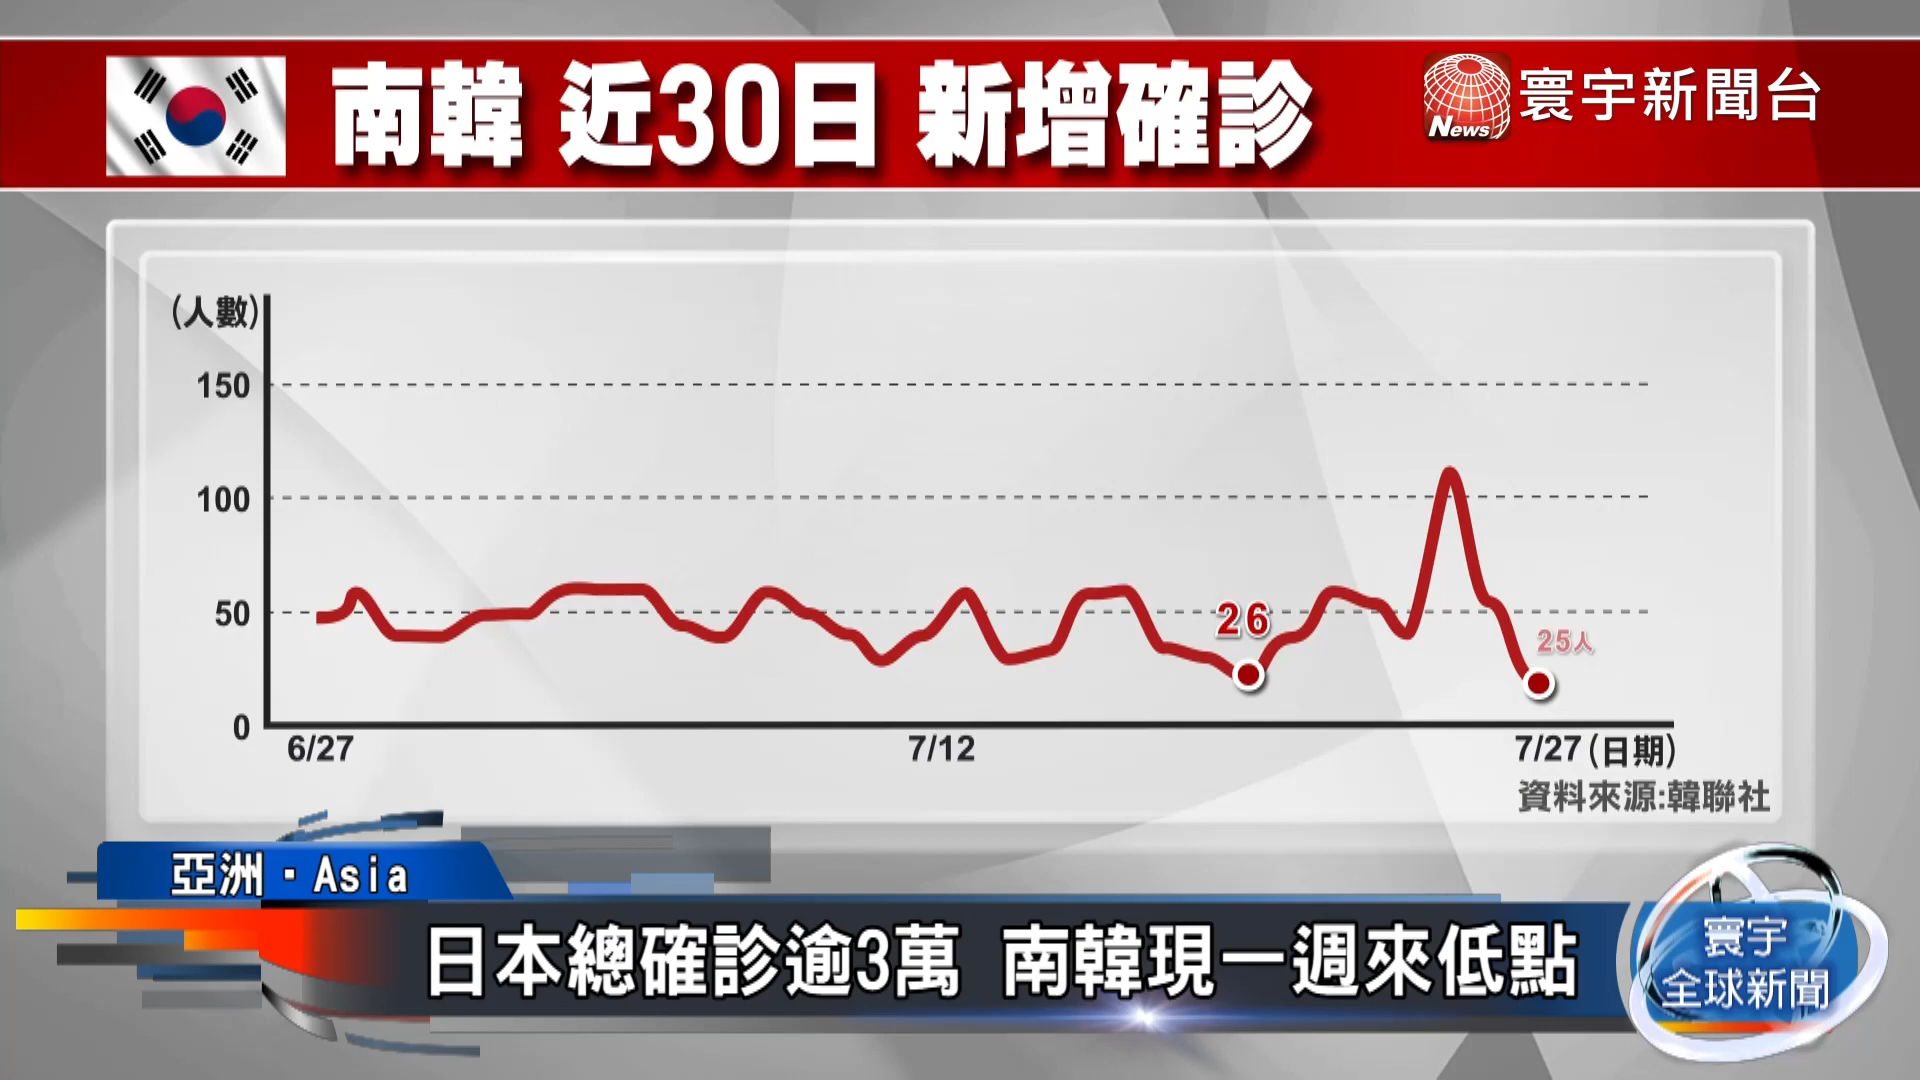 南韓 近30日 新增確診
News 寰宇新聞台
(人數)
150
100
50
0
26
25人
6/27 7/12 7/27(日期)
資料來源:韓聯社
亞洲·Asia
日本總確診逾3萬 南韓現一週來低點
寰宇
全球新聞